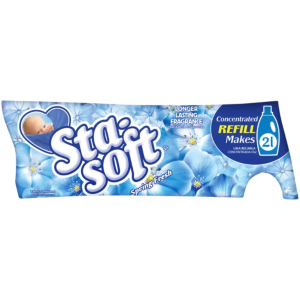 Sta-
Soft
Spring Fresh
LONGER
LASTING
FRAGRANCE
Concentrated
REFILL
Makes
2l